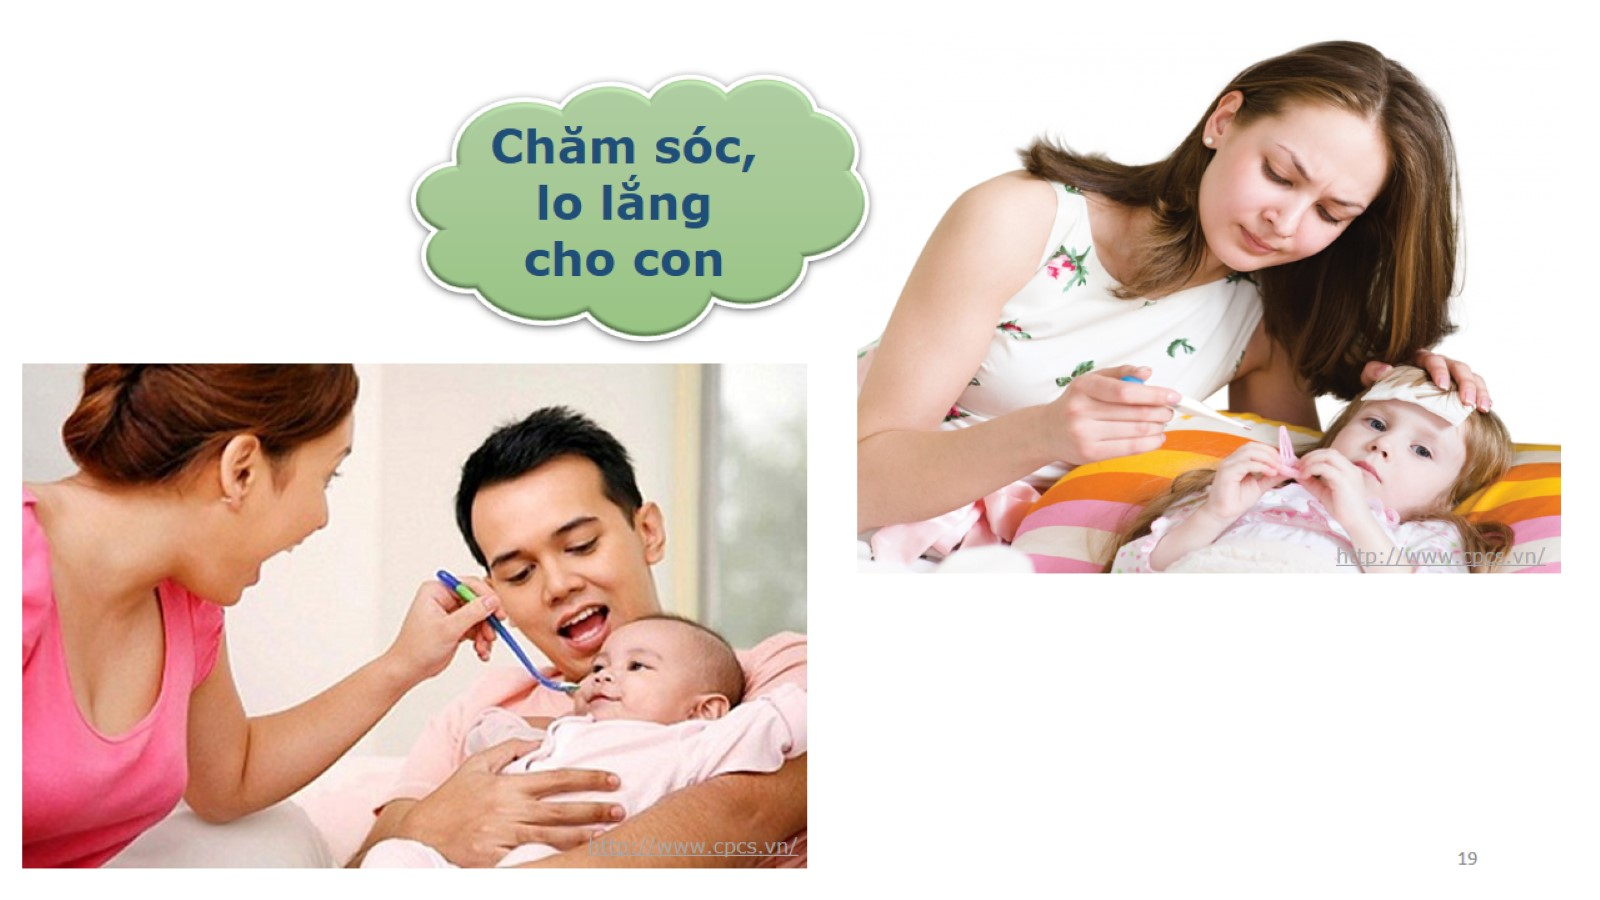 Chăm sóc,
lo lắng
cho con
http://www.cpcs.vn/
http://www.cpcs.vn/
19